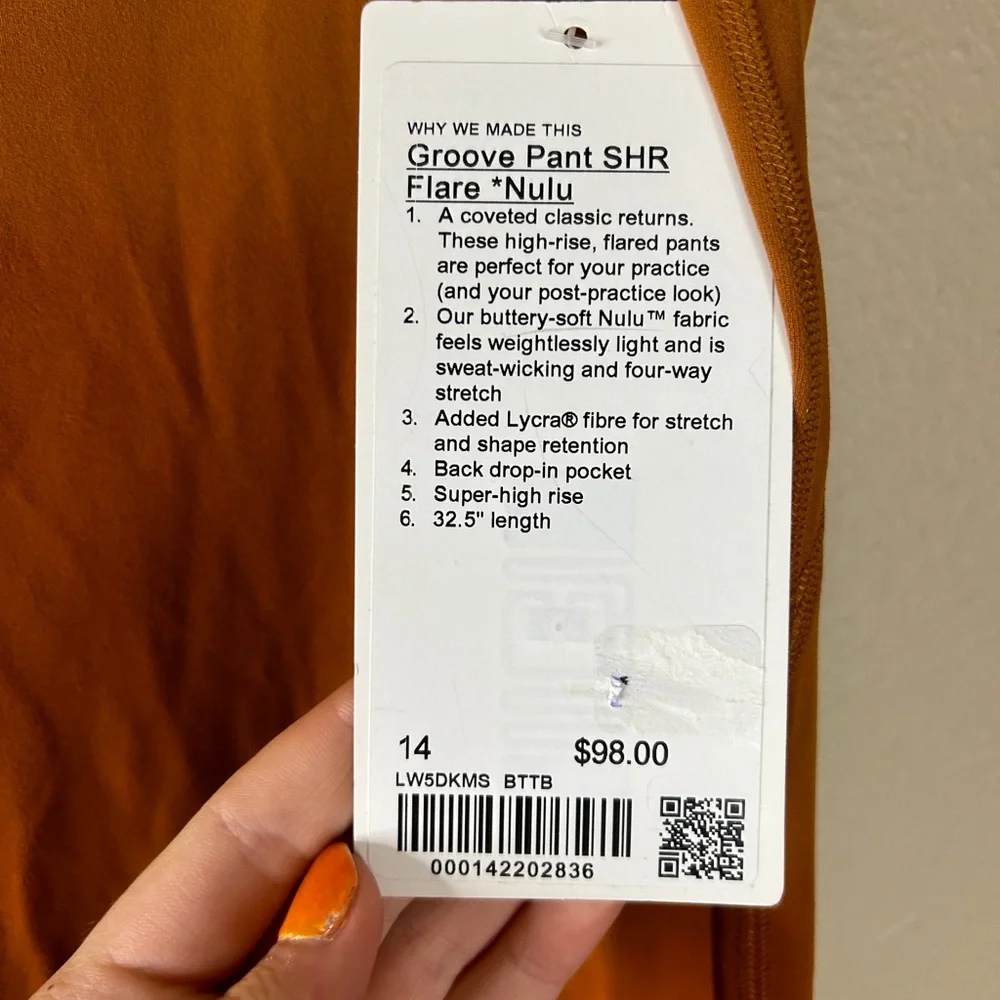 WHY WE MADE THIS
Groove Pant SHR
Flare *Nulu
1. A coveted classic returns.
These high-rise, flared pants
are perfect for your practice
(and your post-practice look)
2. Our buttery-soft Nulu™ fabric
feels weightlessly light and is
sweat-wicking and four-way
stretch
3. Added Lycra® fibre for stretch
and shape retention
4. Back drop-in pocket
5. Super-high rise
6. 32.5" length
14 $98.00
LW5DKMS BTTB
000142202836